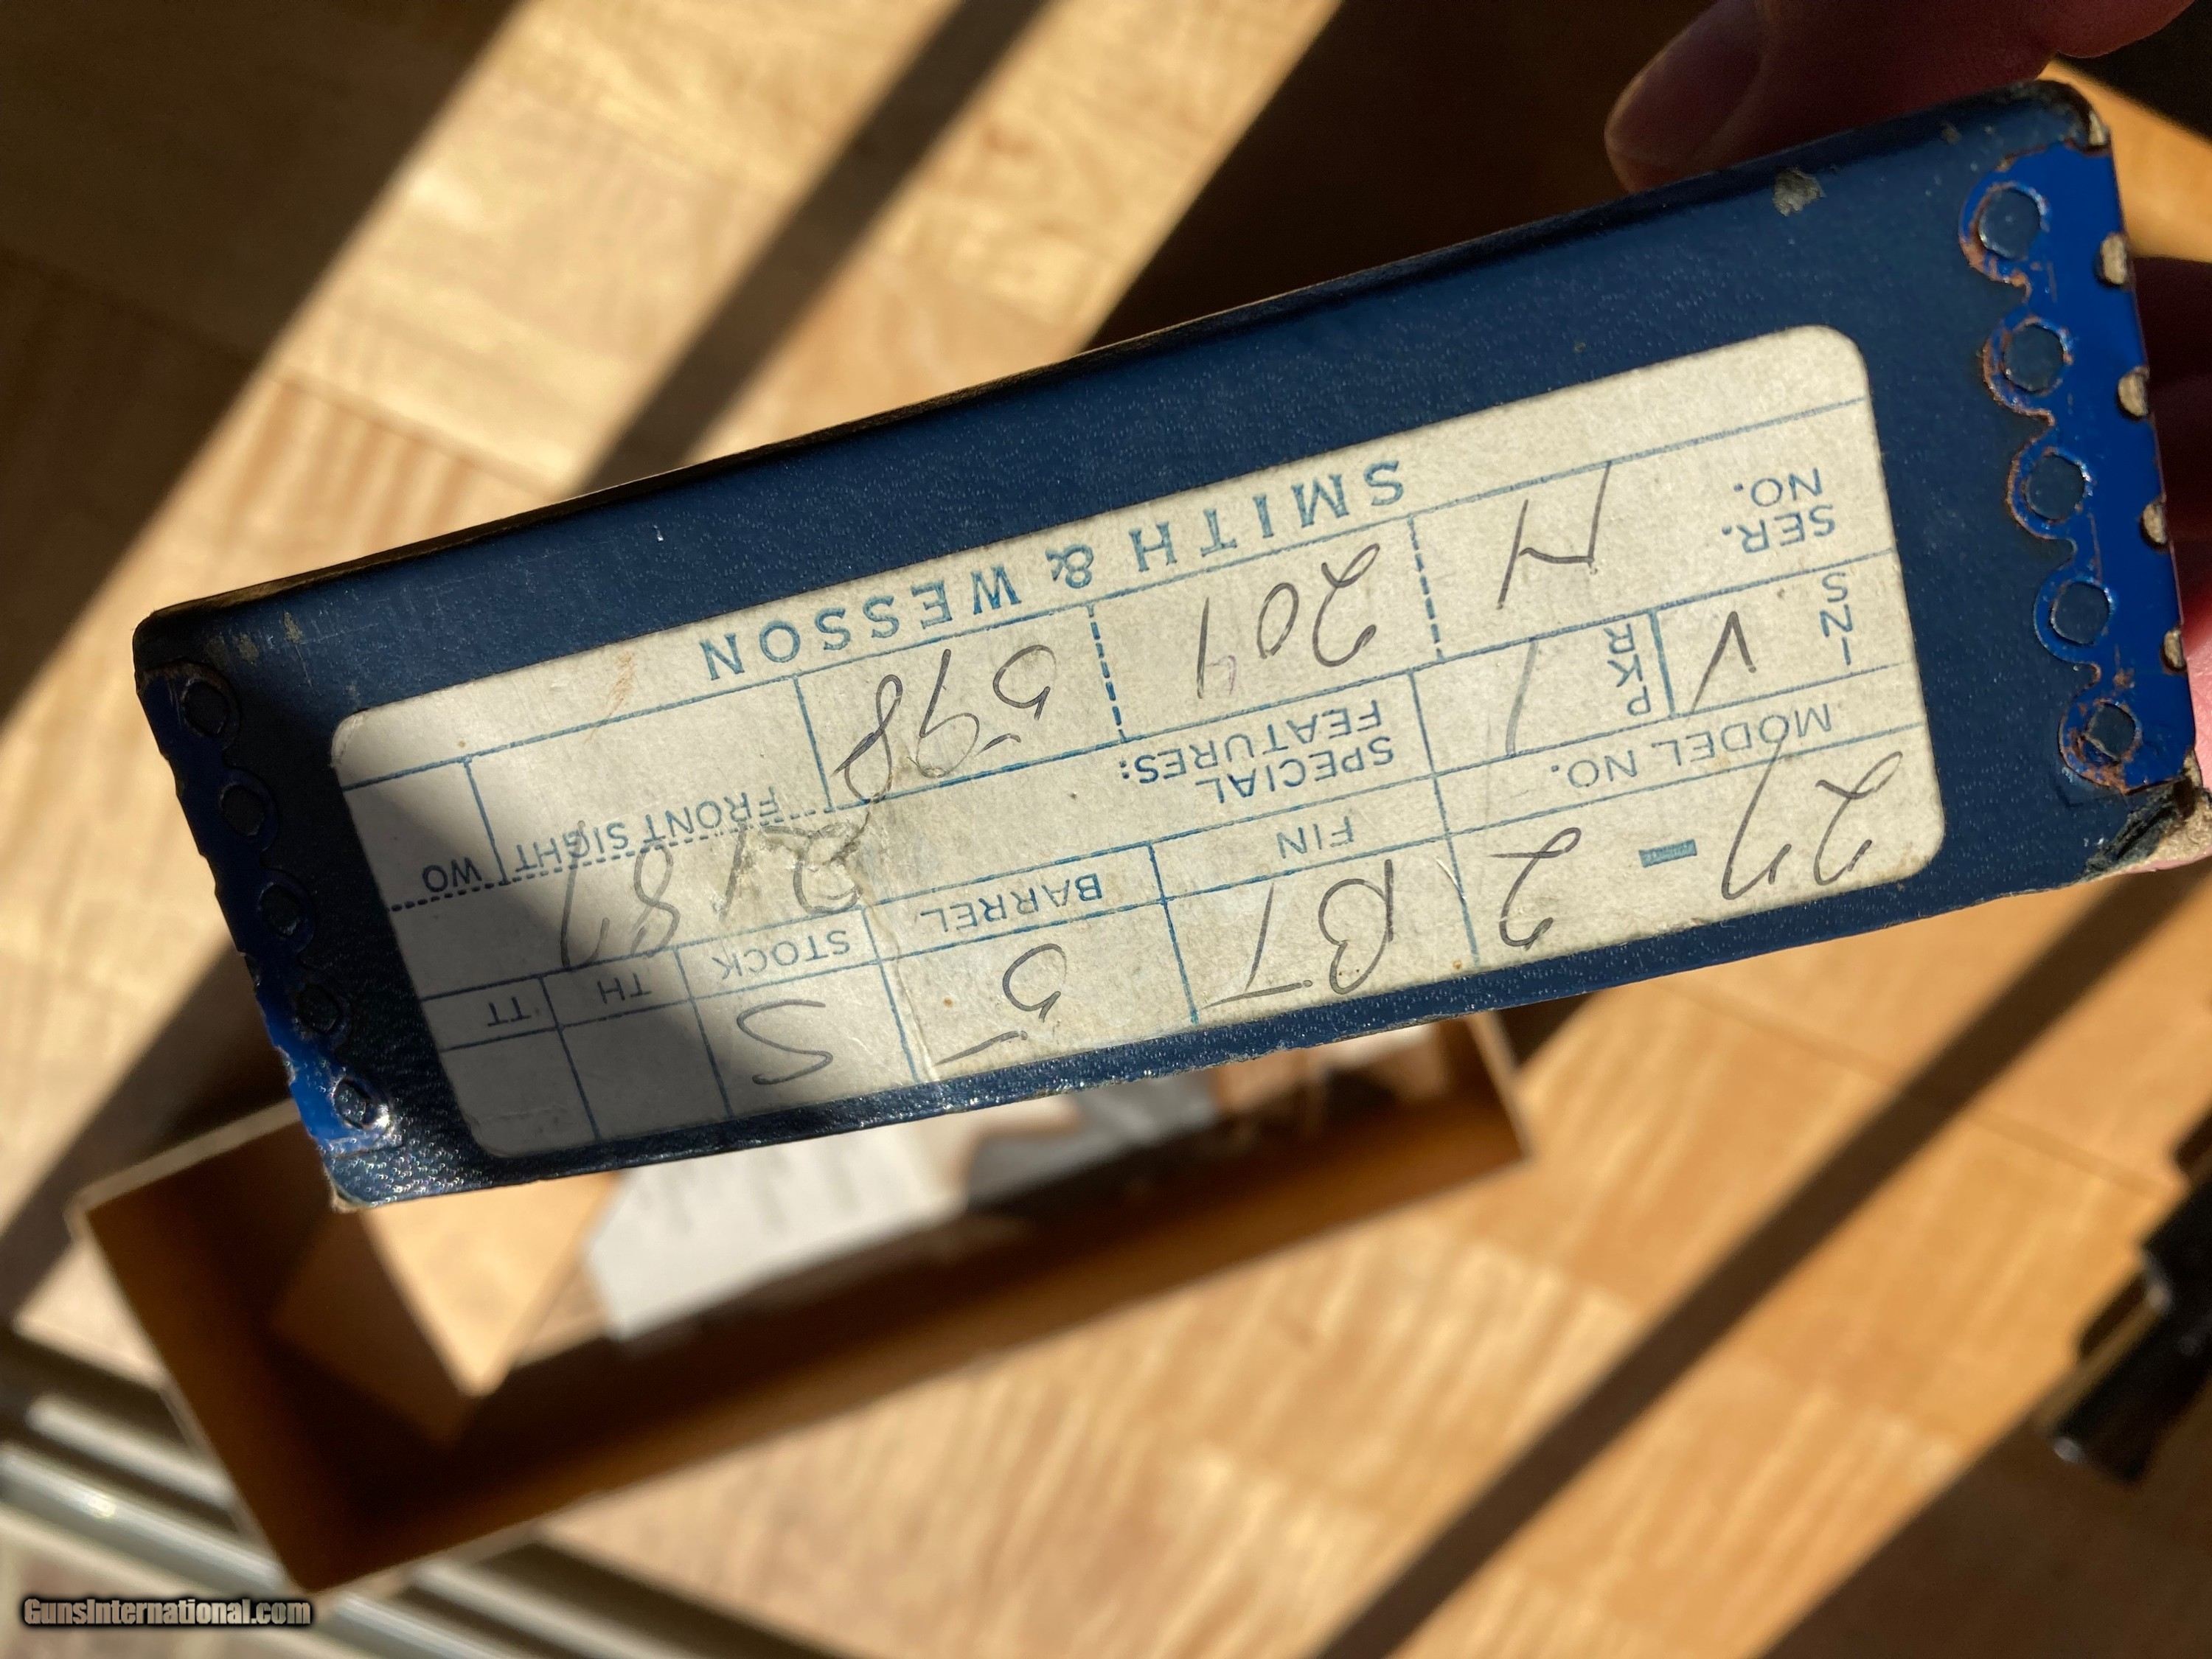 27 - 2 BT 5 - S
MODEL NO. FIN BARREL STOCK TH TT
INS V PKR / SPECIAL FEATURES: 2187
FRONT SIGHT WO
SER. NO. N 204 598
SMITH & WESSON
GunsInternational.com